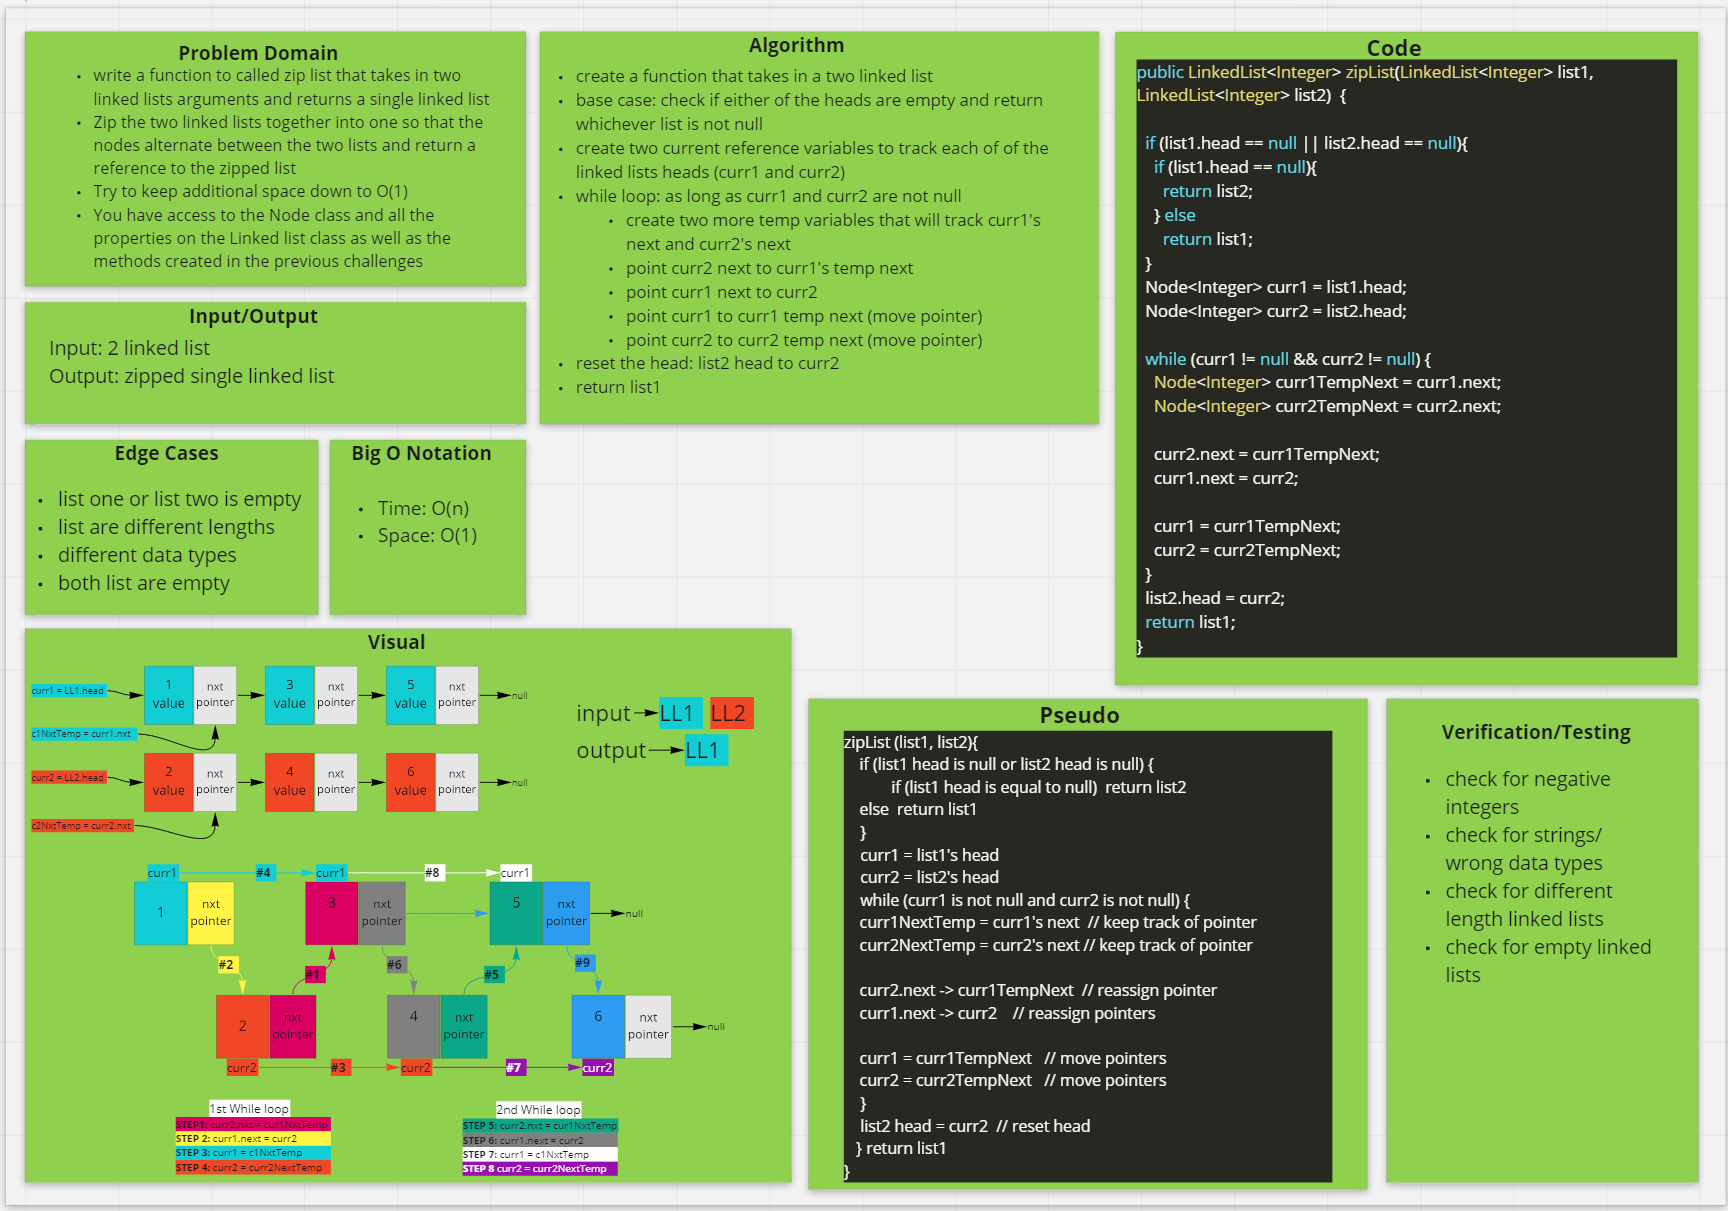 Problem Domain
• write a function to called zip list that takes in two
linked lists arguments and returns a single linked list
• Zip the two linked lists together into one so that the
nodes alternate between the two lists and return a
reference to the zipped list
• Try to keep additional space down to O(1)
• You have access to the Node class and all the
properties on the Linked list class as well as the
methods created in the previous challenges
Input/Output
Input: 2 linked list
Output: zipped single linked list
Edge Cases
• list one or list two is empty
• list are different lengths
• different data types
• both list are empty
Big O Notation
• Time: O(n)
• Space: O(1)
Algorithm
• create a function that takes in a two linked list
• base case: check if either of the heads are empty and return
whichever list is not null
• create two current reference variables to track each of of the
linked lists heads (curr1 and curr2)
• while loop: as long as curr1 and curr2 are not null
• create two more temp variables that will track curr1's
next and curr2's next
• point curr2 next to curr1's temp next
• point curr1 next to curr2
• point curr1 to curr1 temp next (move pointer)
• point curr2 to curr2 temp next (move pointer)
• reset the head: list2 head to curr2
• return list1
Code
public LinkedList<Integer> zipList(LinkedList<Integer> list1,
LinkedList<Integer> list2) {
if (list1.head == null || list2.head == null){
if (list1.head == null){
return list2;
} else
return list1;
}
Node<Integer> curr1 = list1.head;
Node<Integer> curr2 = list2.head;
while (curr1 != null && curr2 != null) {
Node<Integer> curr1TempNext = curr1.next;
Node<Integer> curr2TempNext = curr2.next;
curr2.next = curr1TempNext;
curr1.next = curr2;
curr1 = curr1TempNext;
curr2 = curr2TempNext;
}
list2.head = curr2;
return list1;
}
Visual
curr1 = LL1.head
1 value
nxt pointer
3 value
nxt pointer
5 value
nxt pointer
null
c1NxtTemp = curr1.nxt
curr2 = LL2.head
2 value
nxt pointer
4 value
nxt pointer
6 value
nxt pointer
null
c2NxtTemp = curr2.nxt
input LL1 LL2
output LL1
curr1 #4 curr1 #8 curr1
1
nxt pointer
3
nxt pointer
5
nxt pointer
null
#2 #1 #6 #5 #9
2
nxt pointer
4
nxt pointer
6
nxt pointer
null
curr2 #3 curr2 #7 curr2
1st While loop
STEP1: curr2.nxt = cur1NxtTemp
STEP 2: curr1.next = curr2
STEP 3: curr1 = c1NxtTemp
STEP 4: curr2 = curr2NextTemp
2nd While loop
STEP 5: curr2.nxt = cur1NxtTemp
STEP 6: curr1.next = curr2
STEP 7: curr1 = c1NxtTemp
STEP 8 curr2 = curr2NextTemp
Pseudo
zipList (list1, list2){
if (list1 head is null or list2 head is null) {
if (list1 head is equal to null) return list2
else return list1
}
curr1 = list1's head
curr2 = list2's head
while (curr1 is not null and curr2 is not null) {
curr1NextTemp = curr1's next // keep track of pointer
curr2NextTemp = curr2's next // keep track of pointer
curr2.next -> curr1TempNext // reassign pointer
curr1.next -> curr2 // reassign pointers
curr1 = curr1TempNext // move pointers
curr2 = curr2TempNext // move pointers
}
list2 head = curr2 // reset head
} return list1
}
Verification/Testing
• check for negative
integers
• check for strings/
wrong data types
• check for different
length linked lists
• check for empty linked
lists